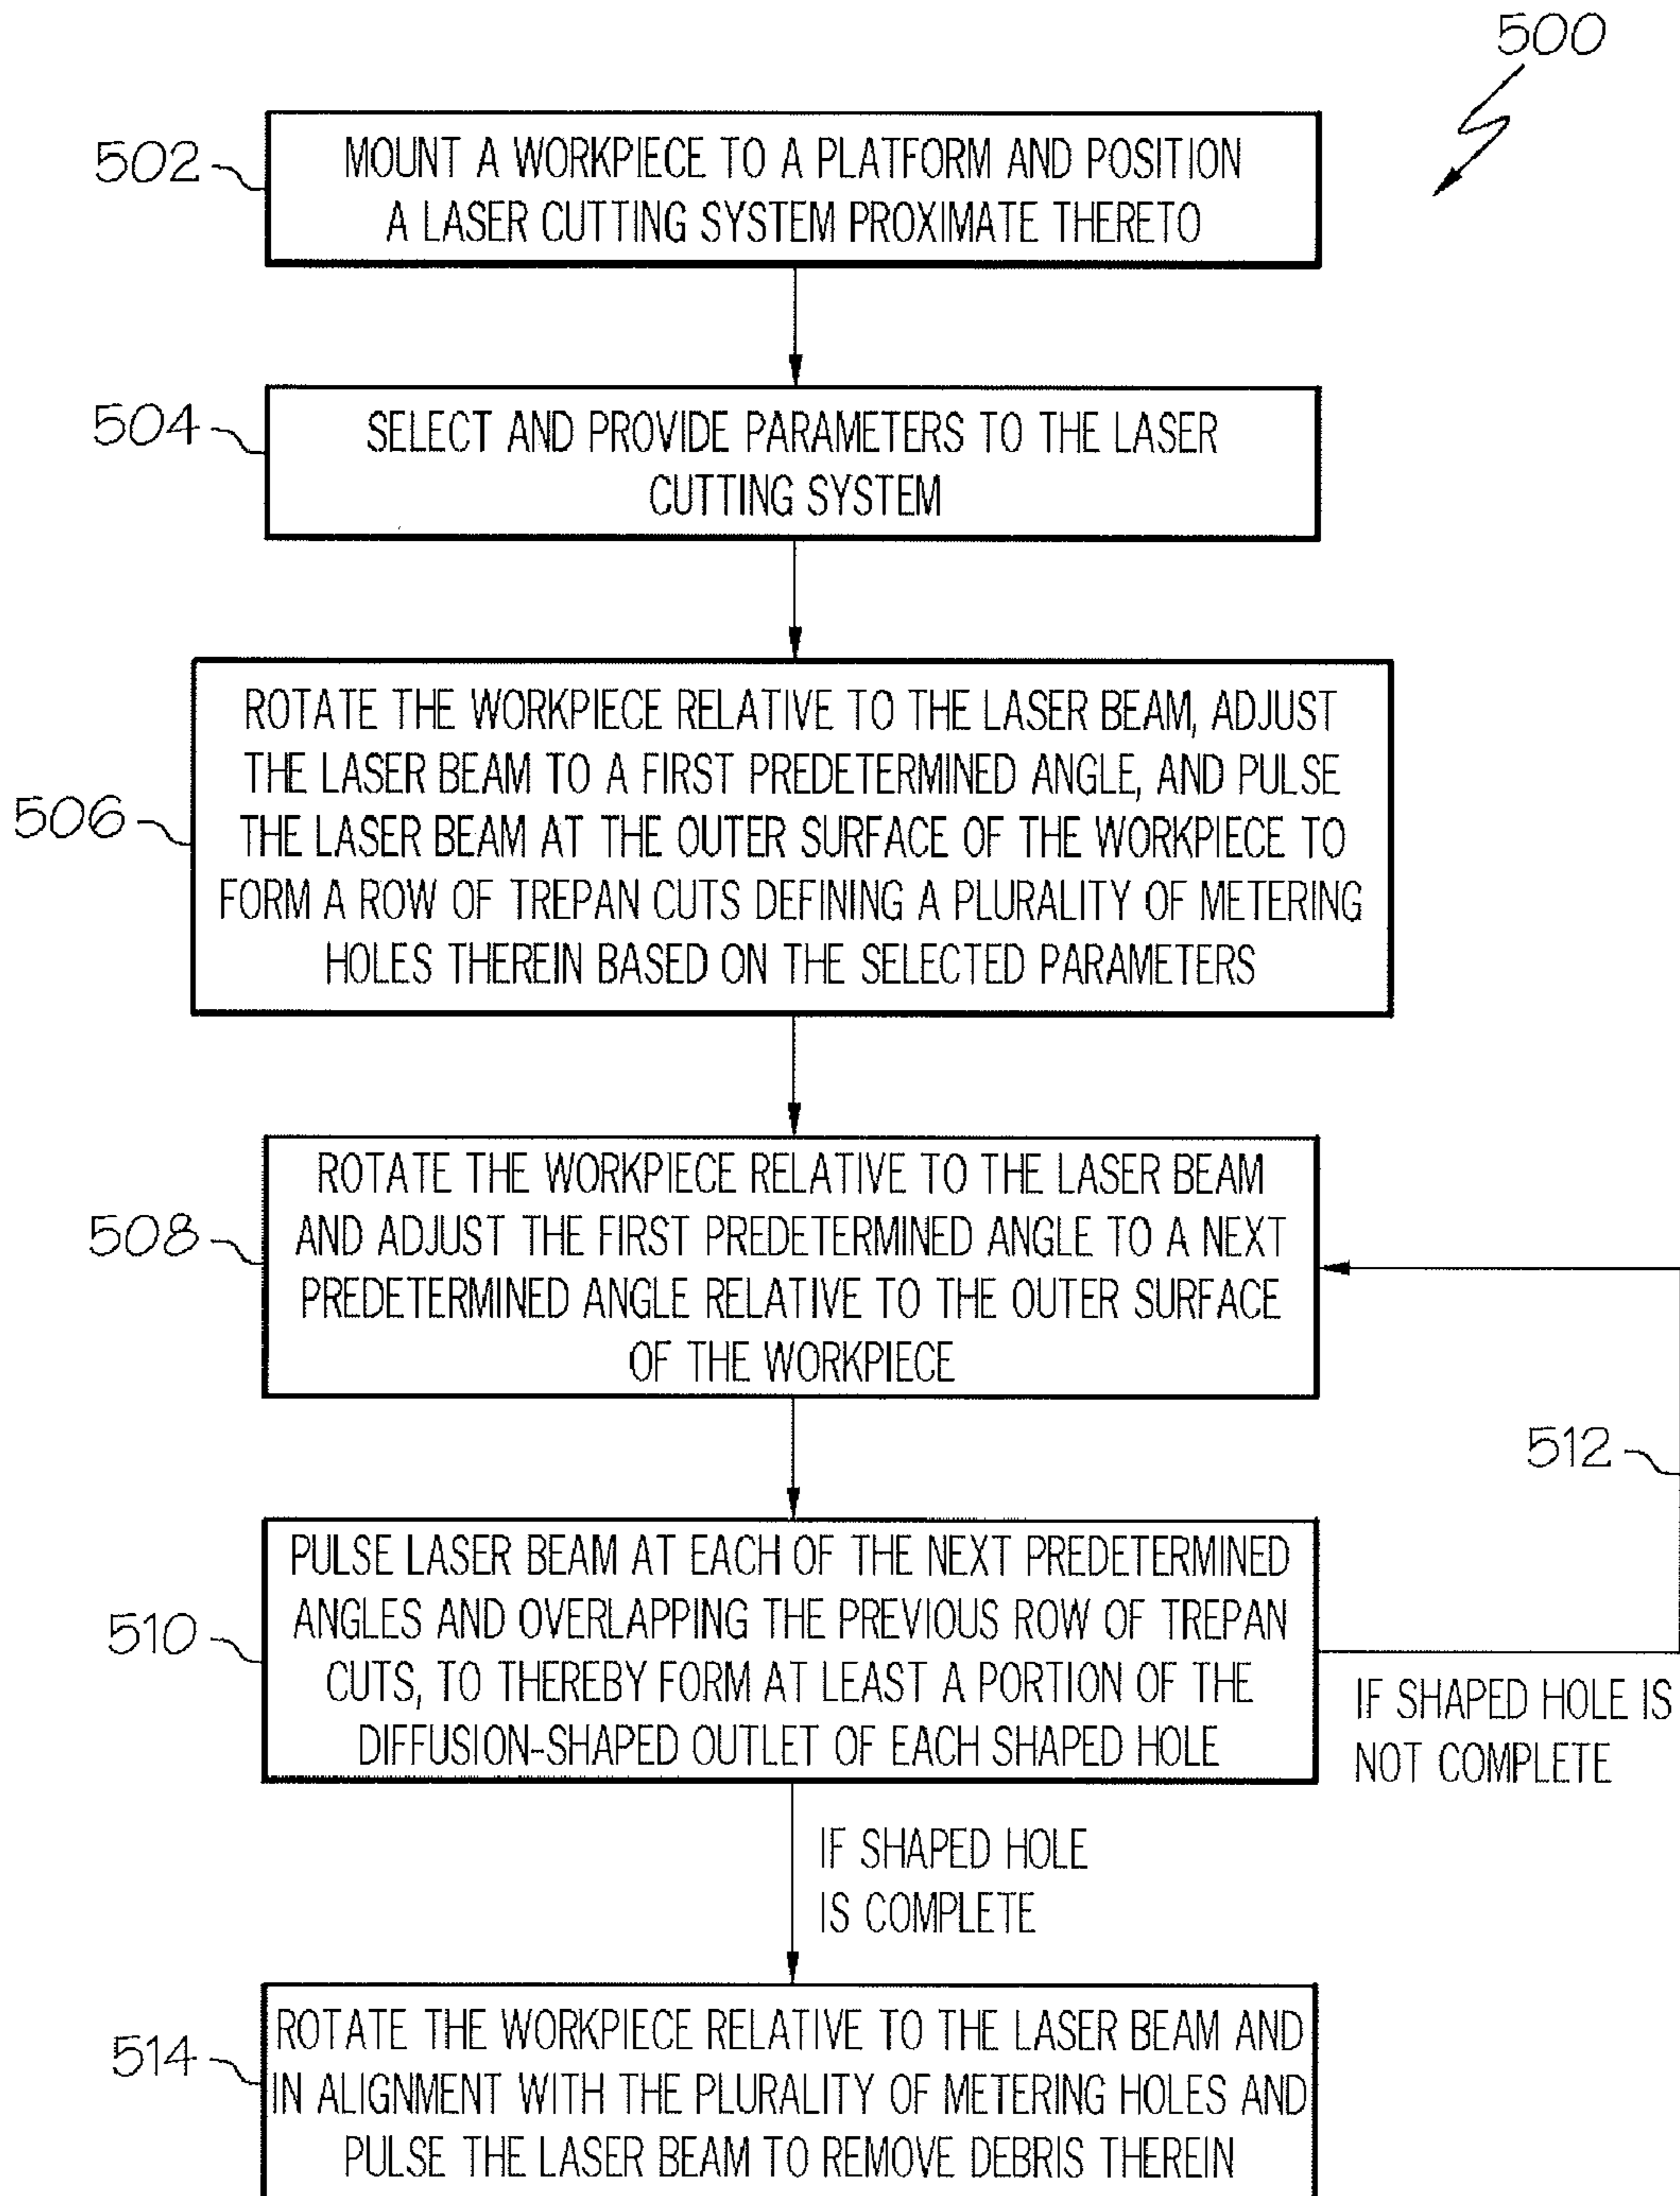 500
502
MOUNT A WORKPIECE TO A PLATFORM AND POSITION
A LASER CUTTING SYSTEM PROXIMATE THERETO
504
SELECT AND PROVIDE PARAMETERS TO THE LASER
CUTTING SYSTEM
506
ROTATE THE WORKPIECE RELATIVE TO THE LASER BEAM, ADJUST
THE LASER BEAM TO A FIRST PREDETERMINED ANGLE, AND PULSE
THE LASER BEAM AT THE OUTER SURFACE OF THE WORKPIECE TO
FORM A ROW OF TREPAN CUTS DEFINING A PLURALITY OF METERING
HOLES THEREIN BASED ON THE SELECTED PARAMETERS
508
ROTATE THE WORKPIECE RELATIVE TO THE LASER BEAM
AND ADJUST THE FIRST PREDETERMINED ANGLE TO A NEXT
PREDETERMINED ANGLE RELATIVE TO THE OUTER SURFACE
OF THE WORKPIECE
512
510
PULSE LASER BEAM AT EACH OF THE NEXT PREDETERMINED
ANGLES AND OVERLAPPING THE PREVIOUS ROW OF TREPAN
CUTS, TO THEREBY FORM AT LEAST A PORTION OF THE
DIFFUSION-SHAPED OUTLET OF EACH SHAPED HOLE
IF SHAPED HOLE IS
NOT COMPLETE
IF SHAPED HOLE
IS COMPLETE
514
ROTATE THE WORKPIECE RELATIVE TO THE LASER BEAM AND
IN ALIGNMENT WITH THE PLURALITY OF METERING HOLES AND
PULSE THE LASER BEAM TO REMOVE DEBRIS THEREIN